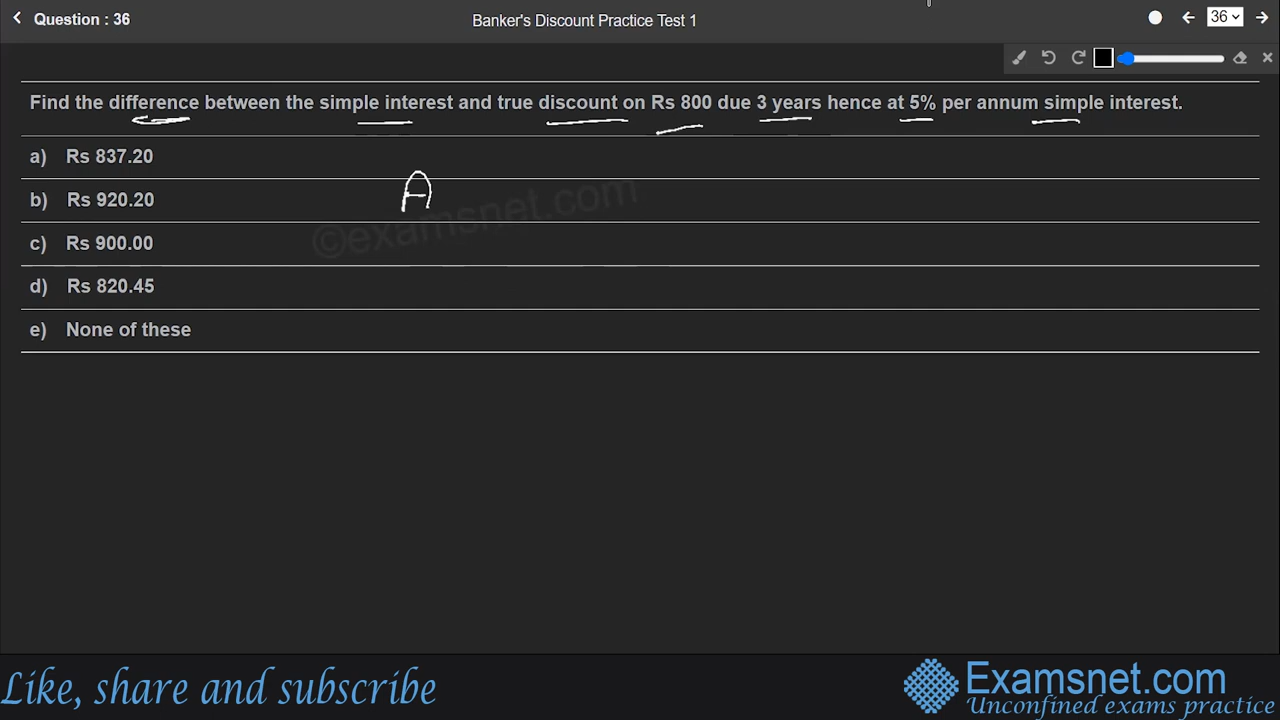 Question : 36
Banker's Discount Practice Test 1
36
Find the difference between the simple interest and true discount on Rs 800 due 3 years hence at 5% per annum simple interest.
a) Rs 837.20
A
b) Rs 920.20
©examsnet.com
c) Rs 900.00
d) Rs 820.45
e) None of these
Like, share and subscribe
Examsnet.com
Unconfined exams practice